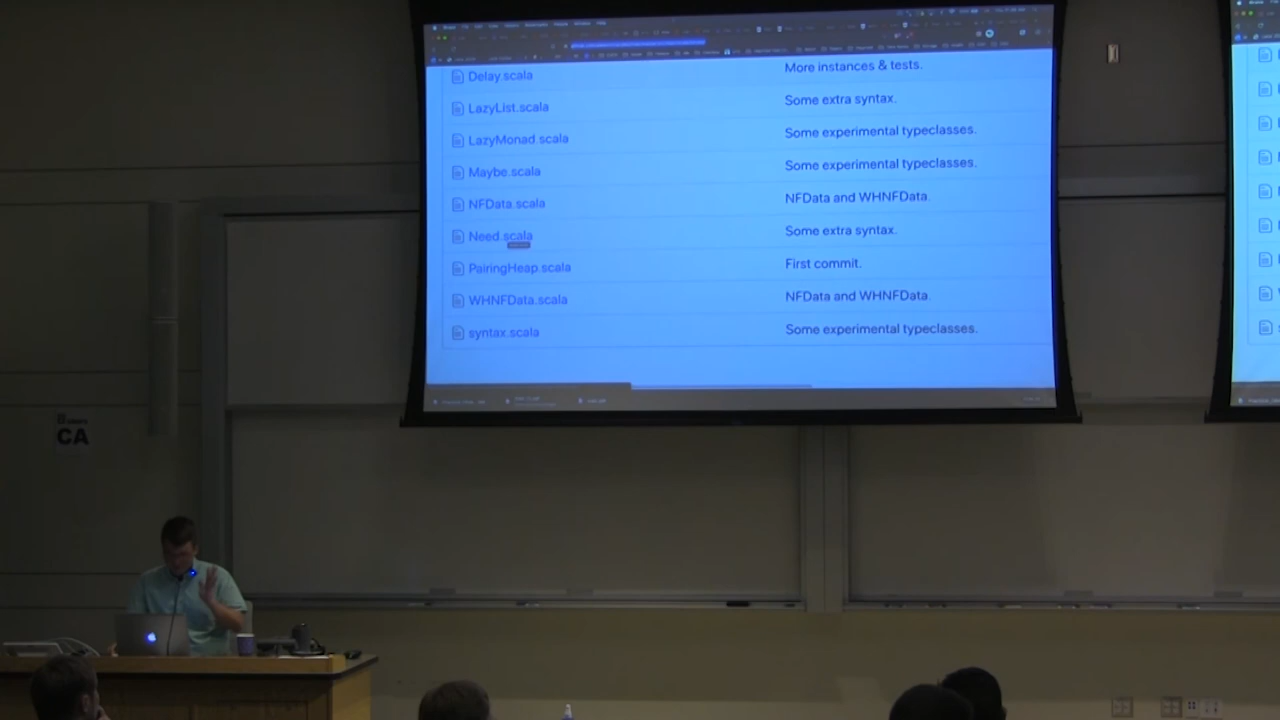 Delay.scala More instances & tests.
LazyList.scala Some extra syntax.
LazyMonad.scala Some experimental typeclasses.
Maybe.scala Some experimental typeclasses.
NFData.scala NFData and WHNFData.
Need.scala Some extra syntax.
PairingHeap.scala First commit.
WHNFData.scala NFData and WHNFData.
syntax.scala Some experimental typeclasses.
CA